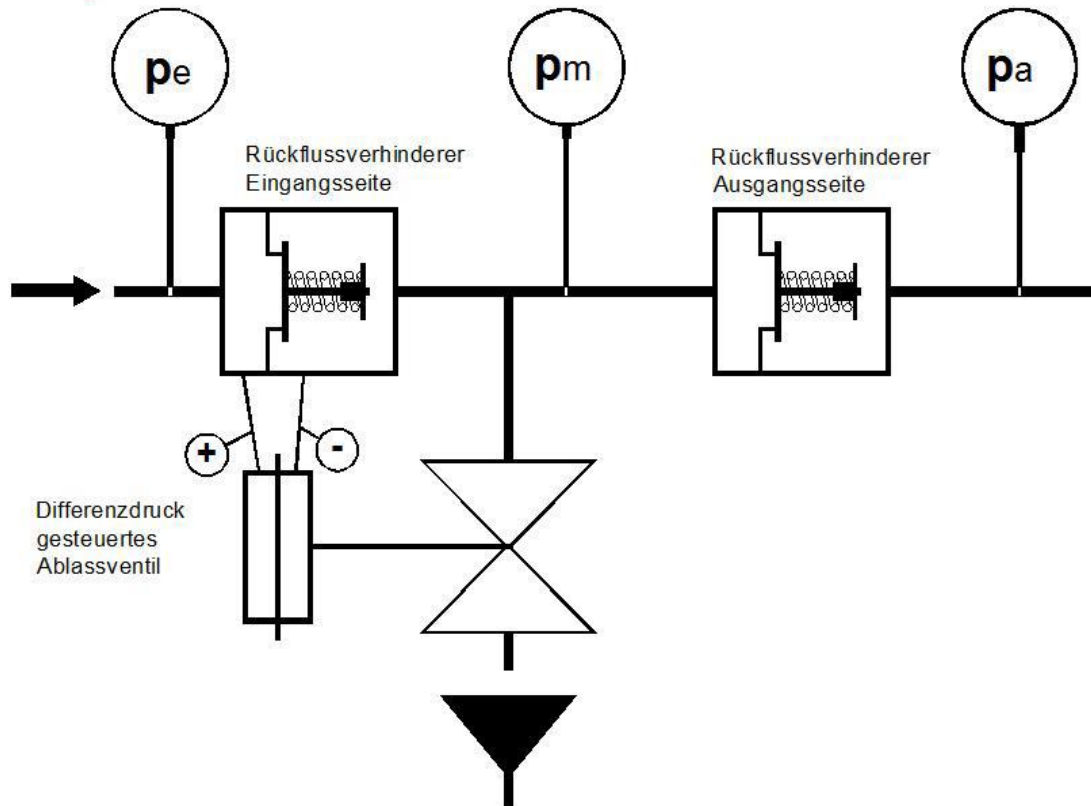 pe
pm
pa
Rückflussverhinderer
Eingangsseite
Rückflussverhinderer
Ausgangsseite
+
-
Differenzdruck
gesteuertes
Ablassventil